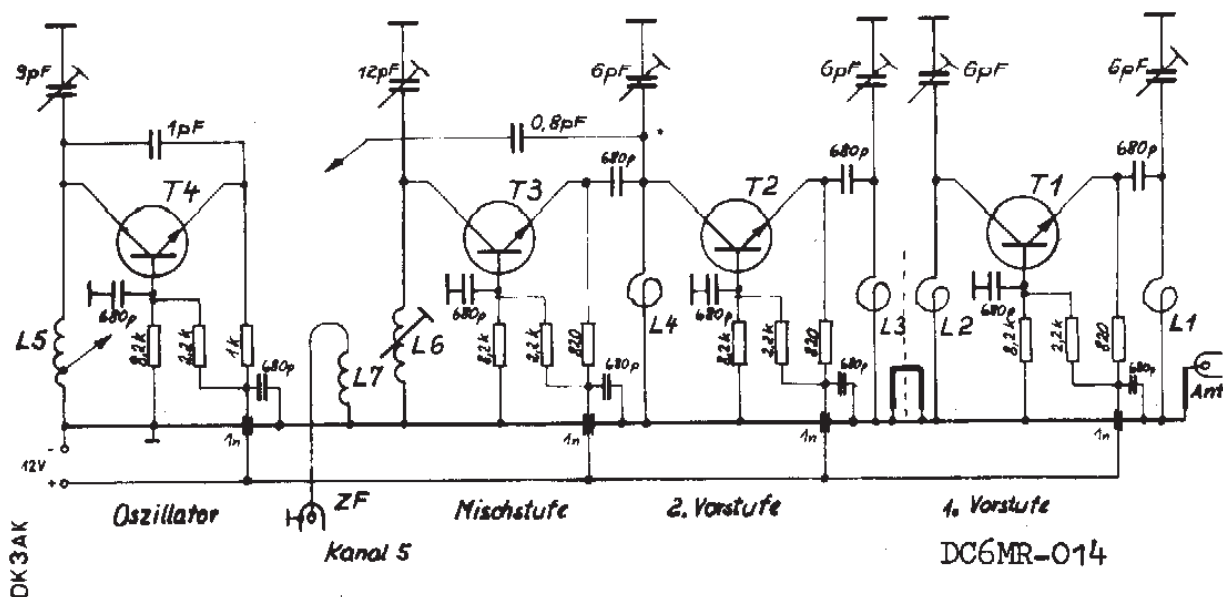 9pF
12pF
6pF
6pF
6pF
6pF
1pF
0,8pF
680p
680p
680p
T4
T3
T2
T1
680p
680p
680p
680p
L5
8,2k
2,2k
1k
L7
L6
8,2k
2,2k
820
L4
8,2k
2,2k
820
L3
L2
8,2k
2,2k
820
L1
680p
680p
680p
680p
Ant
1n
1n
1n
1n
-
12V
+
Oszillator
ZF
Mischstufe
2. Vorstufe
1. Vorstufe
Kanal 5
DC6MR-014
DK3AK